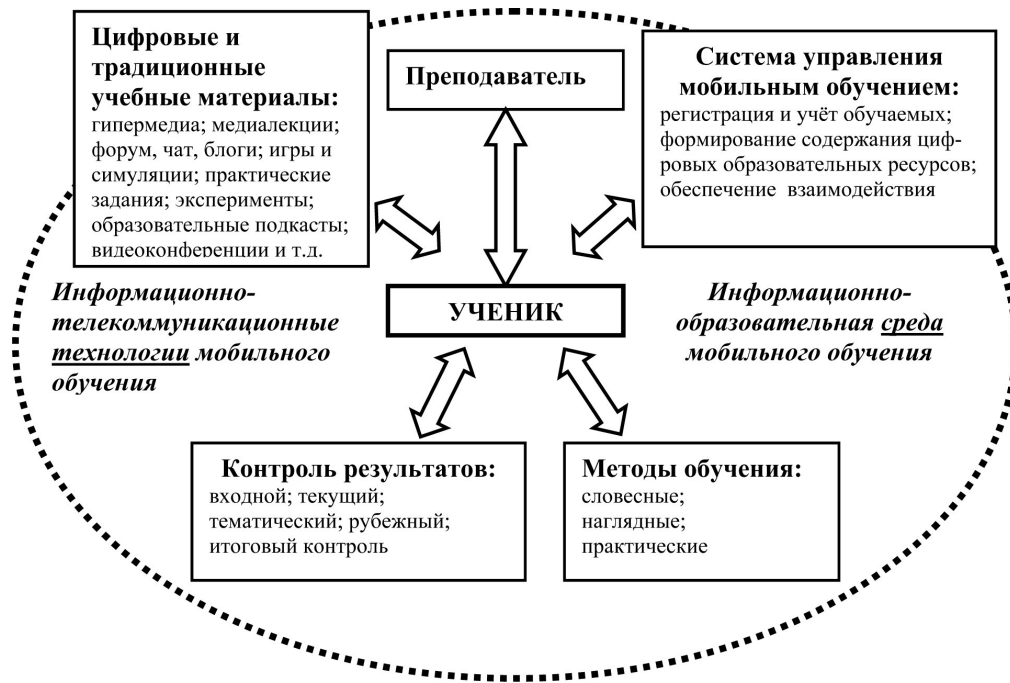 Цифровые и
традиционные
учебные материалы:
гипермедиа; медиалекции;
форум, чат, блоги; игры и
симуляции; практические
задания; эксперименты;
образовательные подкасты;
видеоконференции и т.д.
Преподаватель
Система управления
мобильным обучением:
регистрация и учёт обучаемых;
формирование содержания циф-
ровых образовательных ресурсов;
обеспечение взаимодействия
Информационно-
телекоммуникационные
технологии мобильного
обучения
УЧЕНИК
Информационно-
образовательная среда
мобильного обучения
Контроль результатов:
входной; текущий;
тематический; рубежный;
итоговый контроль
Методы обучения:
словесные;
наглядные;
практические